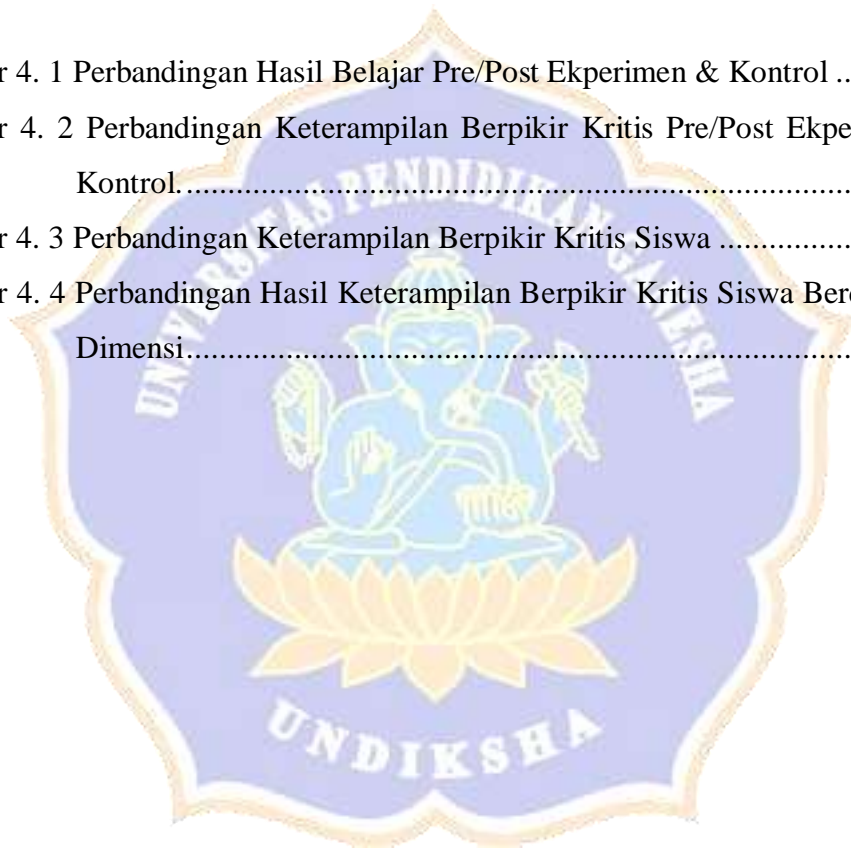 r 4. 1 Perbandingan Hasil Belajar Pre/Post Ekperimen & Kontrol ..
r 4. 2 Perbandingan Keterampilan Berpikir Kritis Pre/Post Ekpe
Kontrol...................................................................................
r 4. 3 Perbandingan Keterampilan Berpikir Kritis Siswa ................
r 4. 4 Perbandingan Hasil Keterampilan Berpikir Kritis Siswa Berd
Dimensi.................................................................................
UNIVERSITAS PENDIDIKAN GANESHA
UNDIKSHA